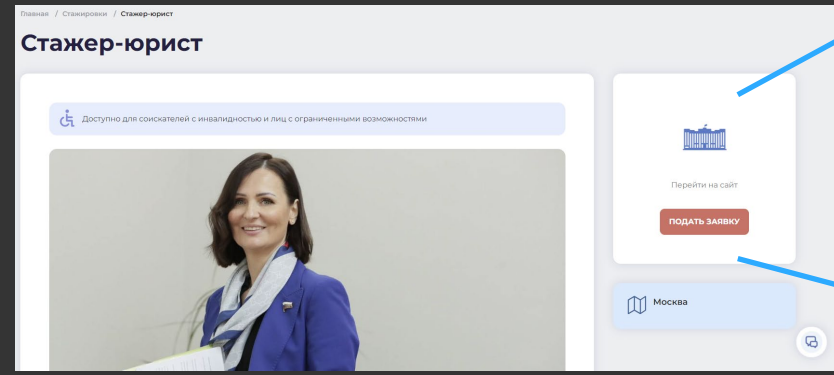 Главная / Стажировки / Стажер-юрист
Стажер-юрист
Доступно для соискателей с инвалидностью и лиц с ограниченными возможностями
Перейти на сайт
ПОДАТЬ ЗАЯВКУ
Москва